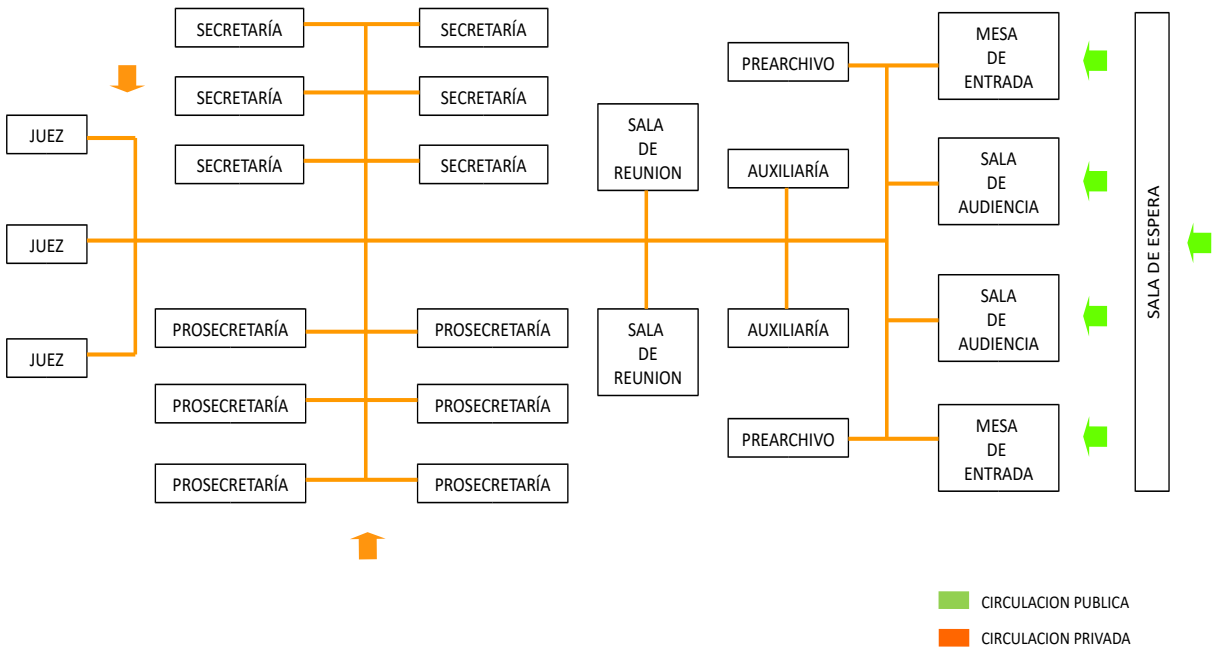 SECRETARÍA
SECRETARÍA
SECRETARÍA
SECRETARÍA
SECRETARÍA
SECRETARÍA
JUEZ
JUEZ
JUEZ
PROSECRETARÍA
PROSECRETARÍA
PROSECRETARÍA
PROSECRETARÍA
PROSECRETARÍA
PROSECRETARÍA
SALA
DE
REUNION
SALA
DE
REUNION
PREARCHIVO
AUXILIARÍA
AUXILIARÍA
PREARCHIVO
MESA
DE
ENTRADA
SALA
DE
AUDIENCIA
SALA
DE
AUDIENCIA
MESA
DE
ENTRADA
SALA DE ESPERA
CIRCULACION PUBLICA
CIRCULACION PRIVADA